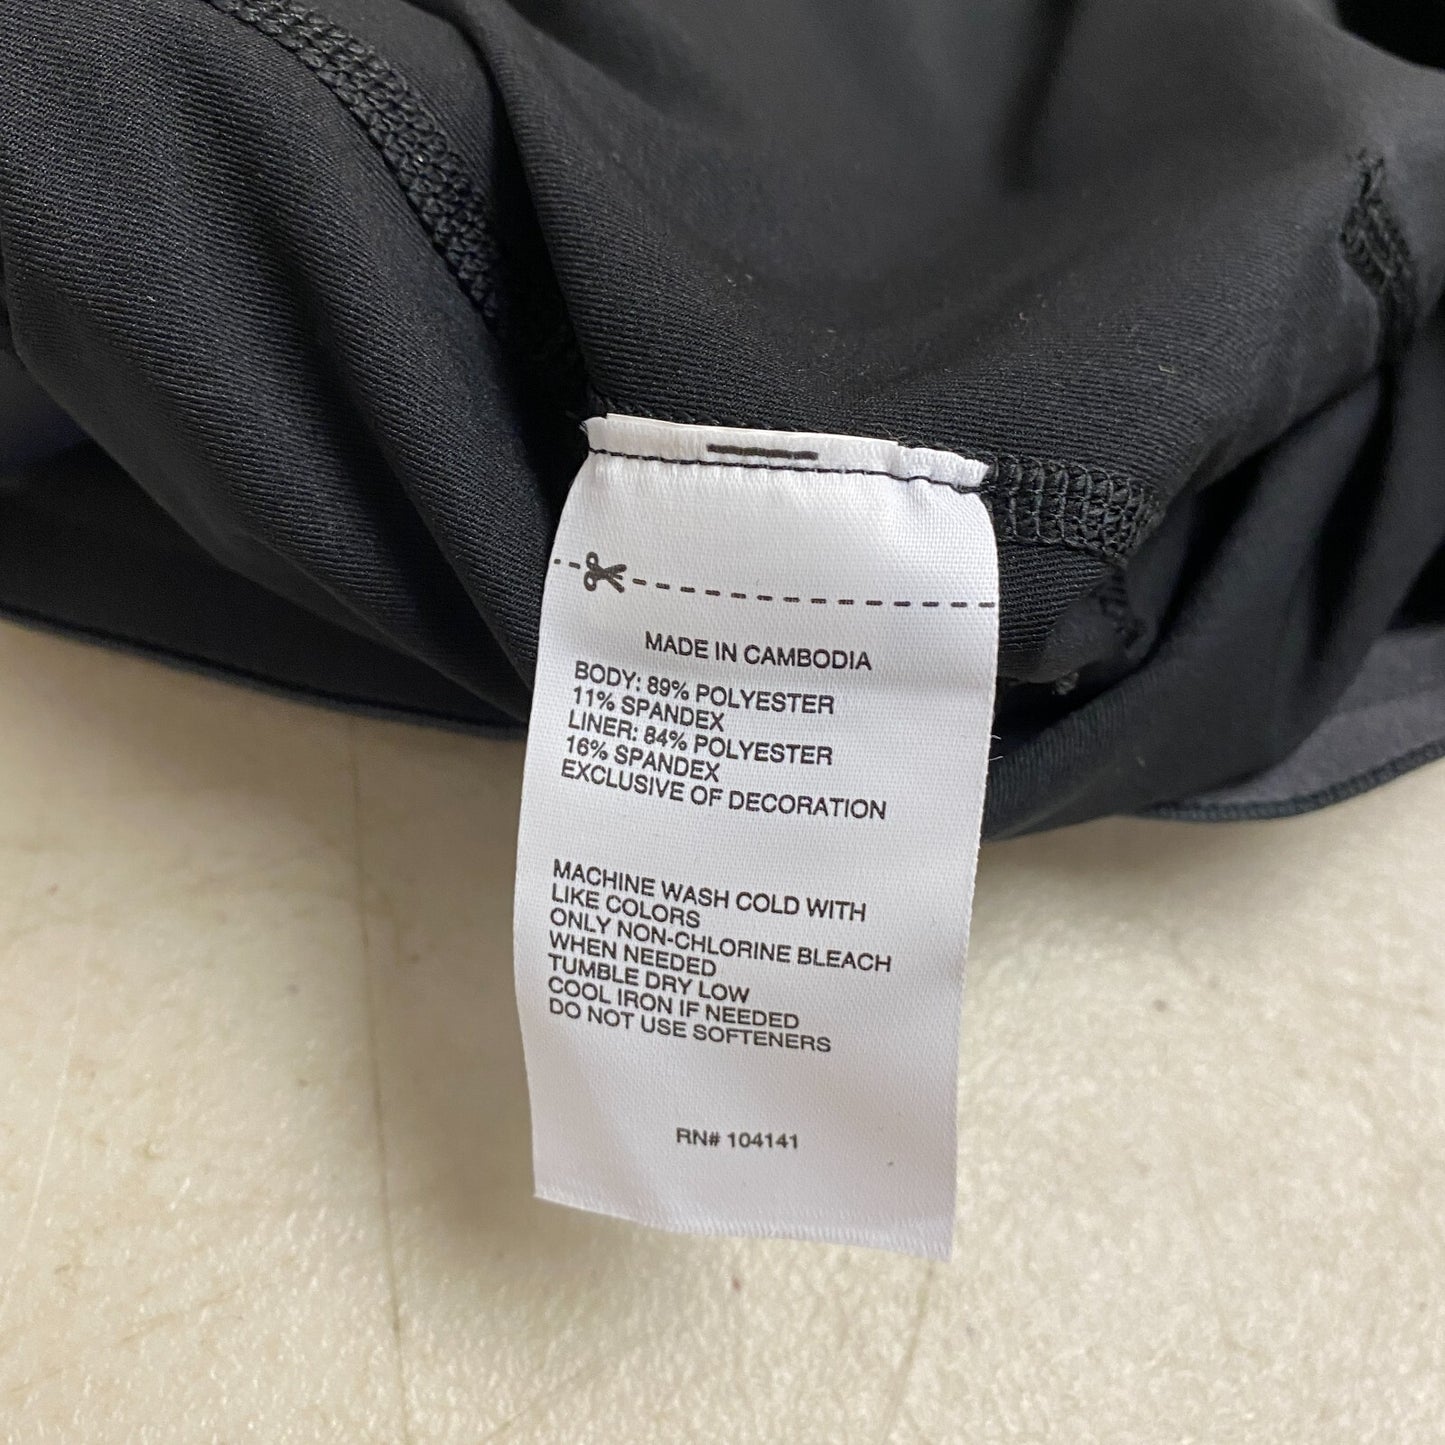 MADE IN CAMBODIA
BODY: 89% POLYESTER
11% SPANDEX
LINER: 84% POLYESTER
16% SPANDEX
EXCLUSIVE OF DECORATION
MACHINE WASH COLD WITH
LIKE COLORS
ONLY NON-CHLORINE BLEACH
WHEN NEEDED
TUMBLE DRY LOW
COOL IRON IF NEEDED
DO NOT USE SOFTENERS
RN# 104141